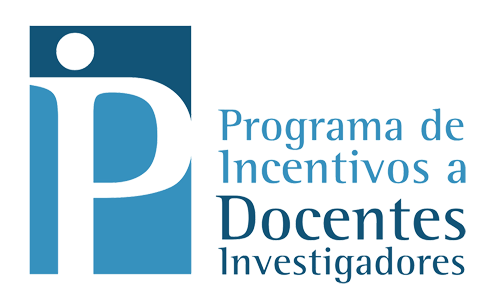 Programa de
Incentivos a
Docentes
Investigadores